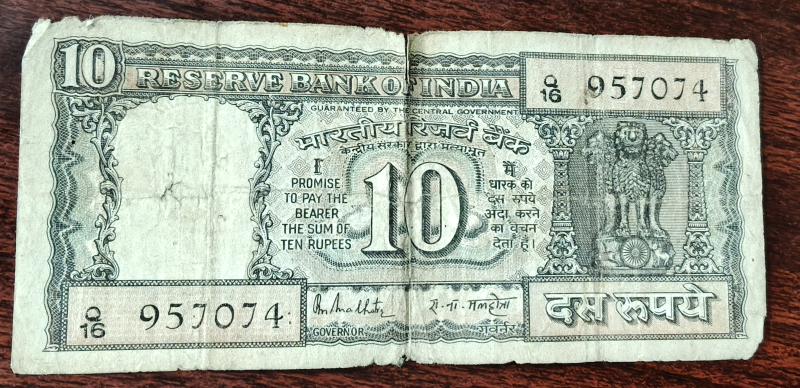 10 RESERVE BANK OF INDIA
Q/16 957074
GUARANTEED BY THE CENTRAL GOVERNMENT
भारतीय रिज़र्व बैंक
केन्द्रीय सरकार द्वारा प्रत्याभूत
I
PROMISE
TO PAY THE
BEARER
THE SUM OF
TEN RUPEES
10
मैं
धारक को
दस रुपये
अदा करने
का वचन
देता हूँ।
Q/16 957074
रा. ना. मल्होत्रा
GOVERNOR
गवर्नर
दस रुपये